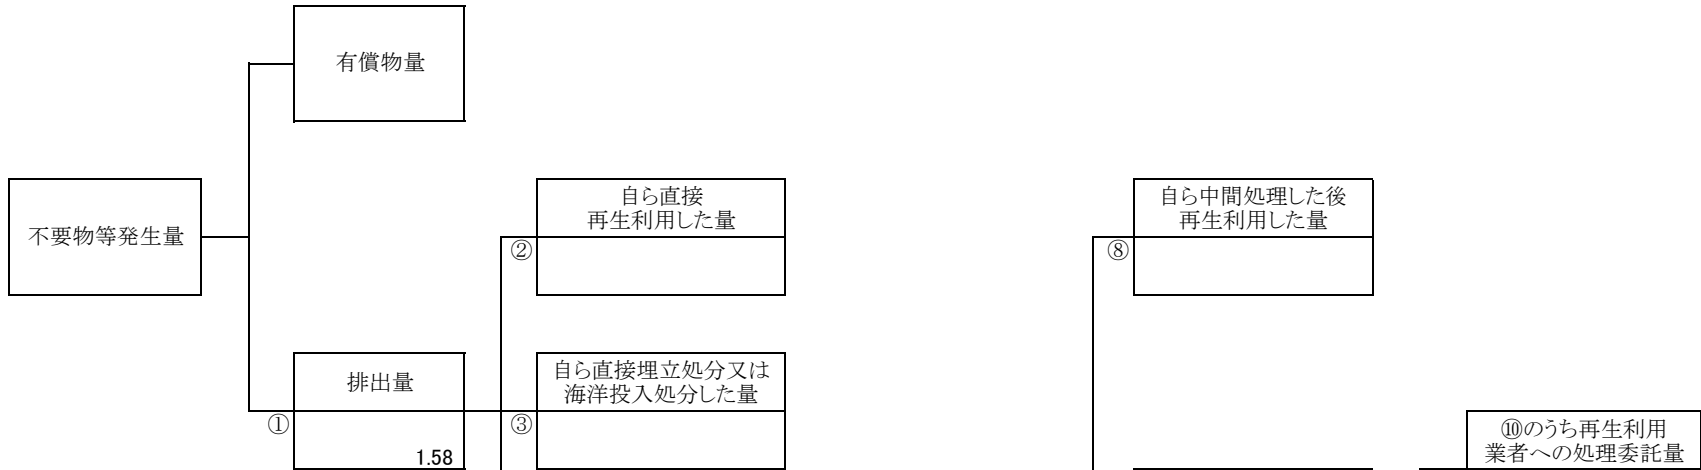 有償物量
不要物等発生量
自ら直接
再生利用した量
②
自ら中間処理した後
再生利用した量
⑧
排出量
①
1.58
自ら直接埋立処分又は
海洋投入処分した量
③
⑩のうち再生利用
業者への処理委託量